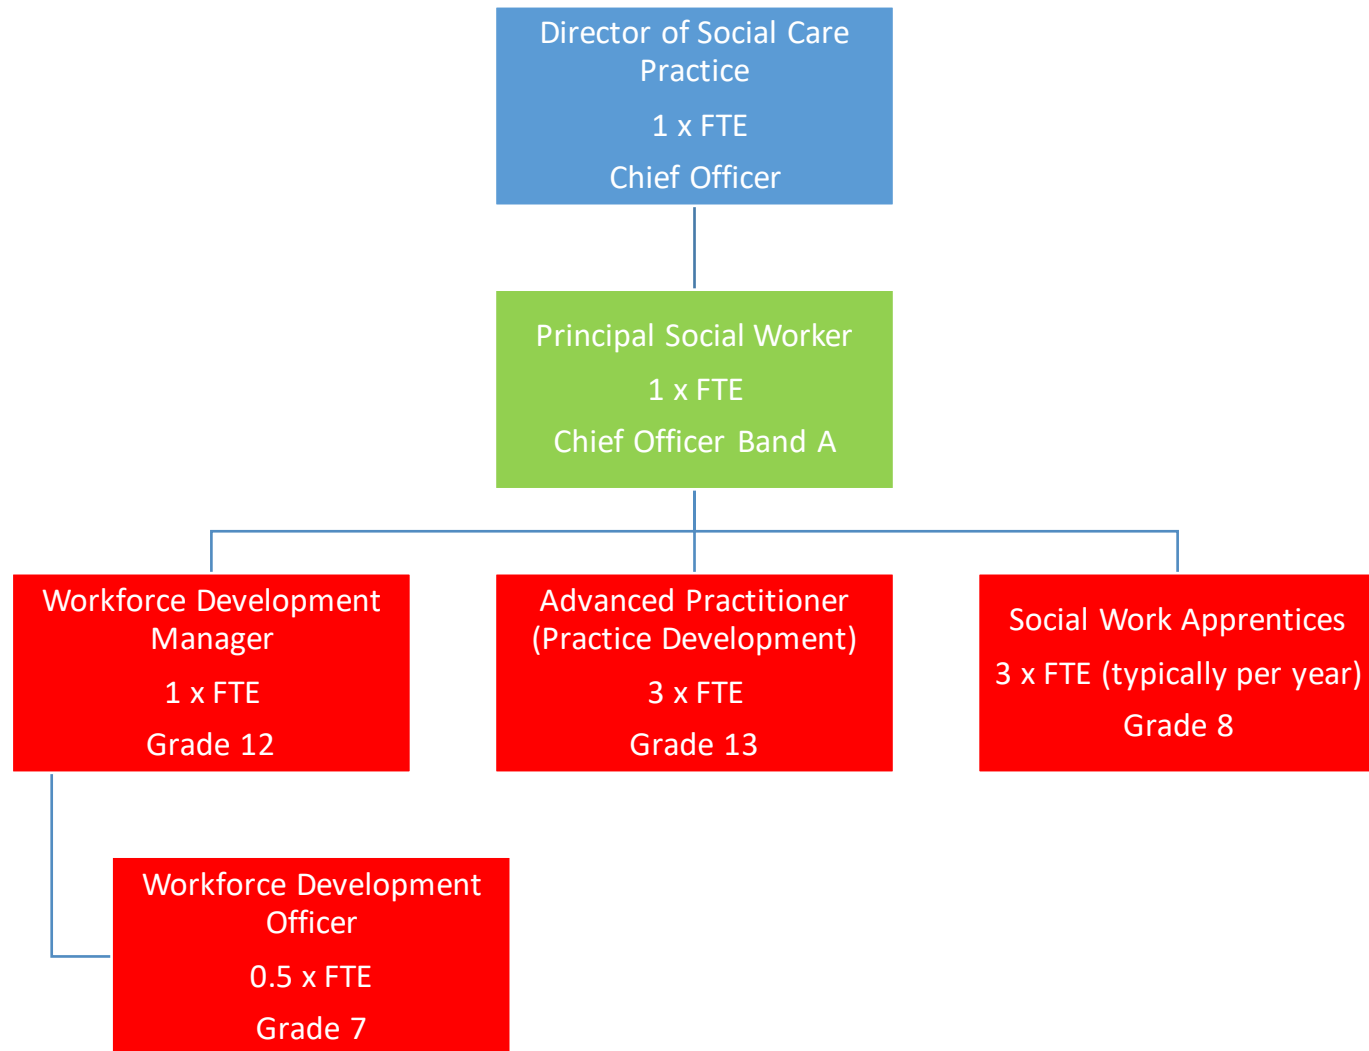 Director of Social Care
Practice
1 x FTE
Chief Officer
Principal Social Worker
1 x FTE
Chief Officer Band A
Workforce Development
Manager
1 x FTE
Grade 12
Advanced Practitioner
(Practice Development)
3 x FTE
Grade 13
Social Work Apprentices
3 x FTE (typically per year)
Grade 8
Workforce Development
Officer
0.5 x FTE
Grade 7